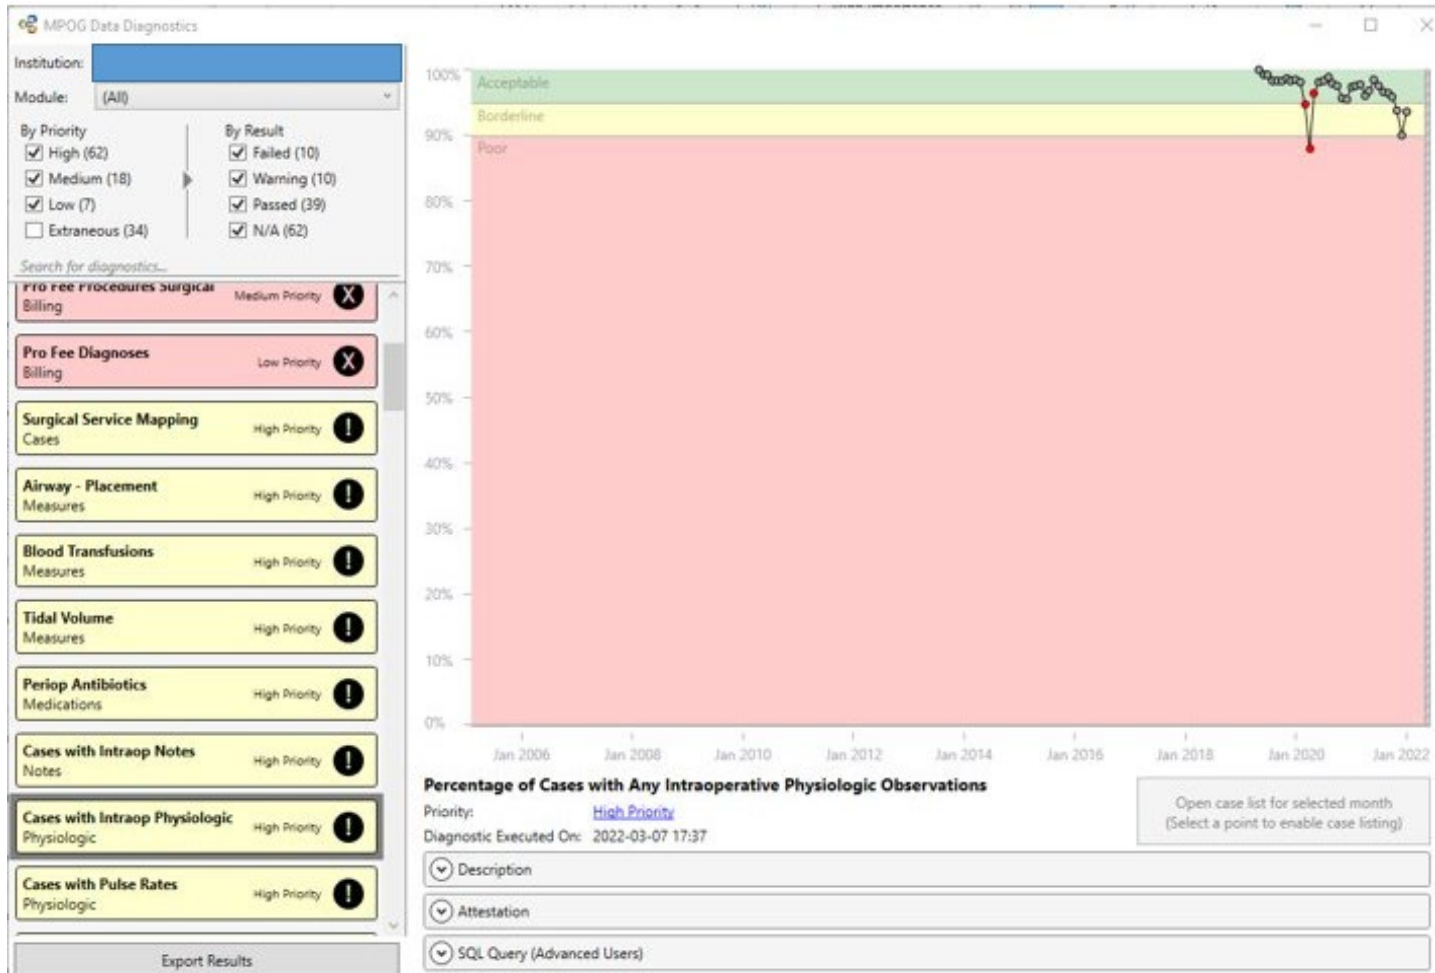 MPOG Data Diagnostics
Institution:
Module: (All)
By Priority
High (62)
Medium (18)
Low (7)
Extraneous (34)
By Result
Failed (10)
Warning (10)
Passed (39)
N/A (62)
Search for diagnostics...
Pro Fee Procedures Surgical Medium Priority X
Billing
Pro Fee Diagnoses Low Priority X
Billing
Surgical Service Mapping High Priority !
Cases
Airway - Placement High Priority !
Measures
Blood Transfusions High Priority !
Measures
Tidal Volume High Priority !
Measures
Periop Antibiotics High Priority !
Medications
Cases with Intraop Notes High Priority !
Notes
Cases with Intraop Physiologic High Priority !
Physiologic
Cases with Pulse Rates High Priority !
Physiologic
Export Results
100%
Acceptable
Borderline
90%
Poor
80%
70%
60%
50%
40%
30%
20%
10%
0%
Jan 2006 Jan 2008 Jan 2010 Jan 2012 Jan 2014 Jan 2016 Jan 2018 Jan 2020 Jan 2022
Percentage of Cases with Any Intraoperative Physiologic Observations
Priority: High Priority
Diagnostic Executed On: 2022-03-07 17:37
Open case list for selected month
(Select a point to enable case listing)
Description
Attestation
SQL Query (Advanced Users)